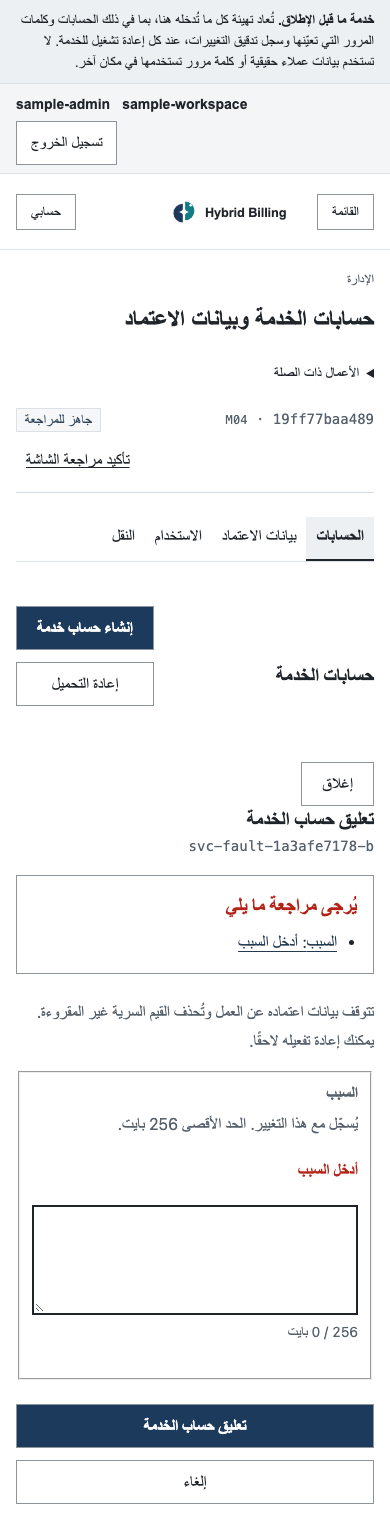 خدمة ما قبل الإطلاق. تُعاد تهيئة كل ما تُدخله هنا، بما في ذلك الحسابات وكلمات
المرور التي تعيّنها وسجل تدقيق التغييرات، عند كل إعادة تشغيل للخدمة. لا
تستخدم بيانات عملاء حقيقية أو كلمة مرور تستخدمها في مكان آخر.
sample-admin sample-workspace
تسجيل الخروج
القائمة
Hybrid Billing
حسابي
الإدارة
حسابات الخدمة وبيانات الاعتماد
الأعمال ذات الصلة
M04 · 19ff77baa489
جاهز للمراجعة
تأكيد مراجعة الشاشة
الحسابات بيانات الاعتماد الاستخدام النقل
إنشاء حساب خدمة
حسابات الخدمة
إعادة التحميل
إغلاق
تعليق حساب الخدمة
svc-fault-1a3afe7178-b
يُرجى مراجعة ما يلي
السبب: أدخل السبب
تتوقف بيانات اعتماده عن العمل وتُحذف القيم السرية غير المقروءة.
يمكنك إعادة تفعيله لاحقًا.
السبب
يُسجّل مع هذا التغيير. الحد الأقصى 256 بايت.
أدخل السبب
256 / 0 بايت
تعليق حساب الخدمة
إلغاء